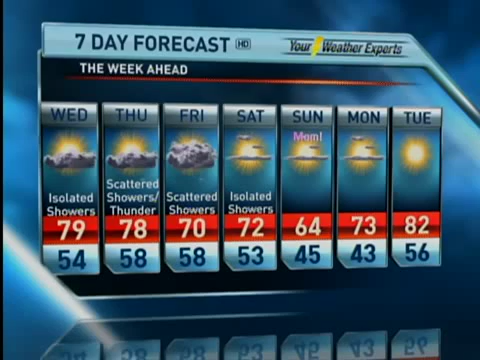 7 DAY FORECAST HD
Your Weather Experts
THE WEEK AHEAD
WED THU FRI SAT SUN MON TUE
Mom!
Isolated Showers
Scattered Showers/ Thunder
Scattered Showers
Isolated Showers
79 78 70 72 64 73 82
54 58 58 53 45 43 56